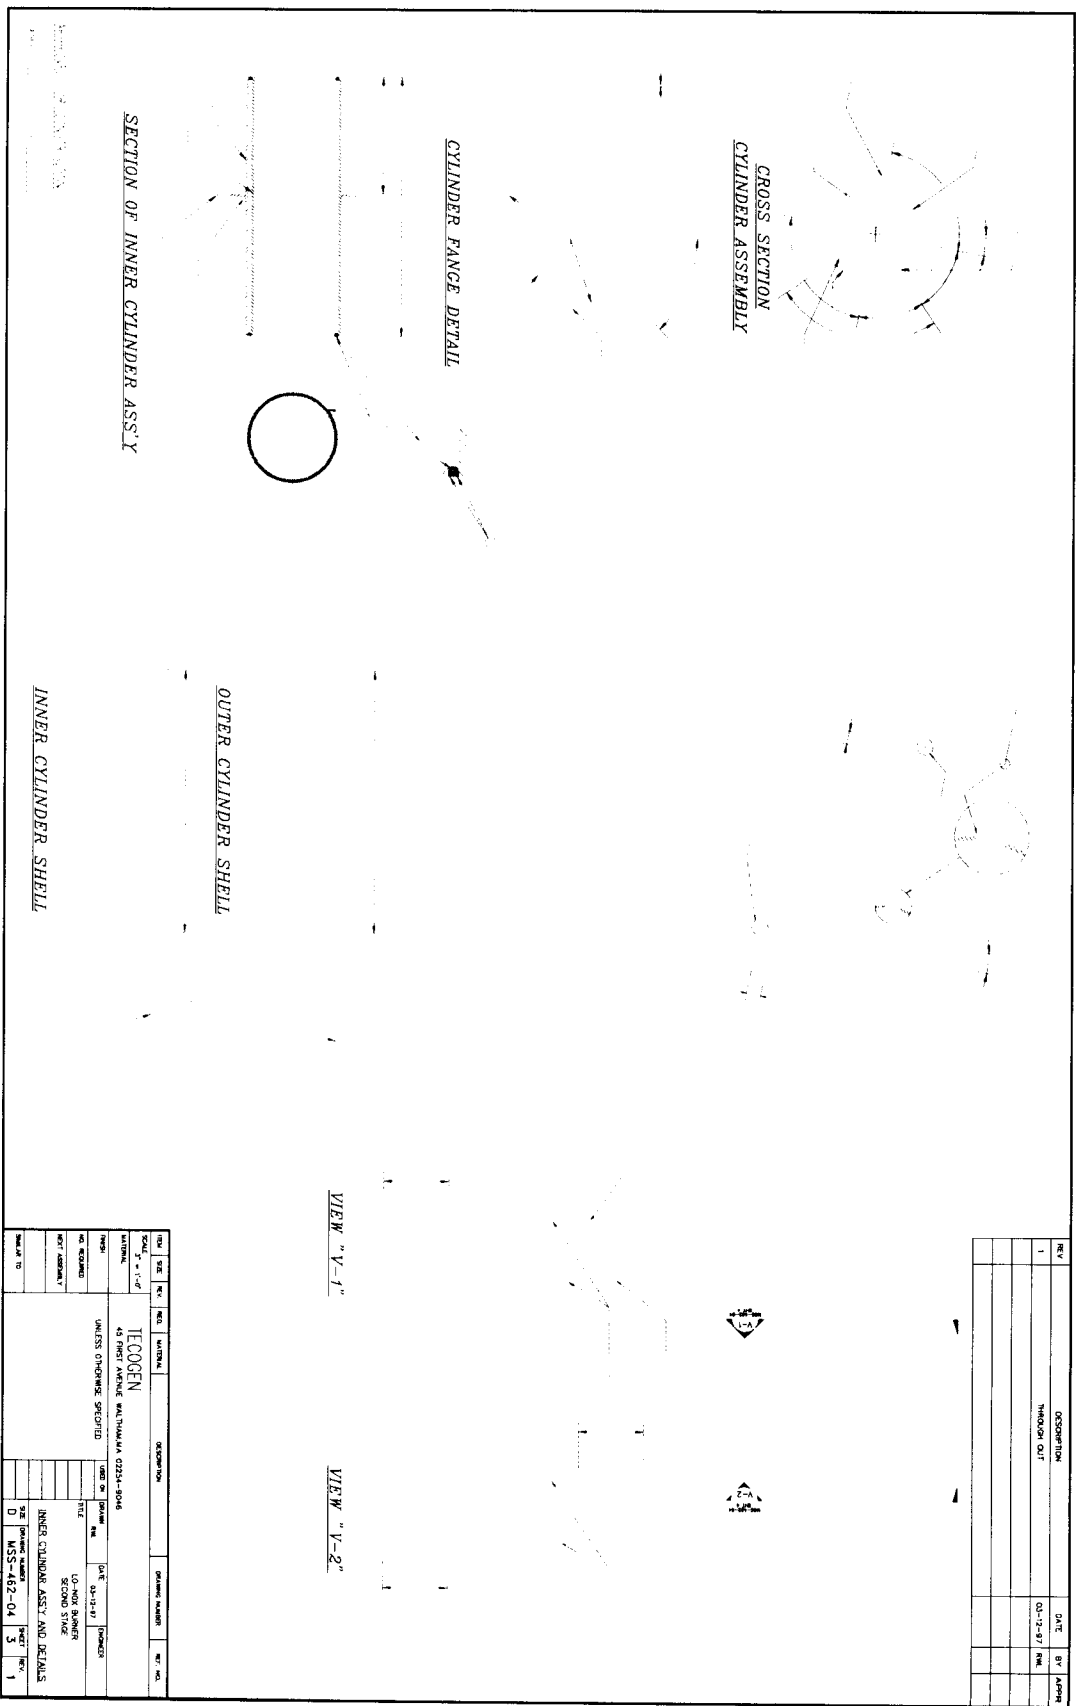 REV DESCRIPTION DATE BY APPR
1 THROUGH OUT 03-12-97 RWL
CROSS SECTION
CYLINDER ASSEMBLY
CYLINDER FANGE DETAIL
SECTION OF INNER CYLINDER ASS'Y
OUTER CYLINDER SHELL
INNER CYLINDER SHELL
V-1
V-2
VIEW "V-1"
VIEW "V-2"
ITEM SIZE REV. REQ. MATERIAL DESCRIPTION DRAWING NUMBER REF. NO.
SCALE
3" = 1'-0"
MATERIAL
FINISH
NO. REQUIRED
NEXT ASSEMBLY
SIMILAR TO
TECOGEN
45 FIRST AVENUE WALTHAM,MA 02254-9046
UNLESS OTHERWISE SPECIFIED
USED ON
DRAWN RWL
DATE 03-12-97
ENGINEER
TITLE
LO-NOX BURNER
SECOND STAGE
INNER CYLINDAR ASS'Y AND DETAILS
SIZE D
DRAWING NUMBER MSS-462-04
SHEET 3
REV. 1